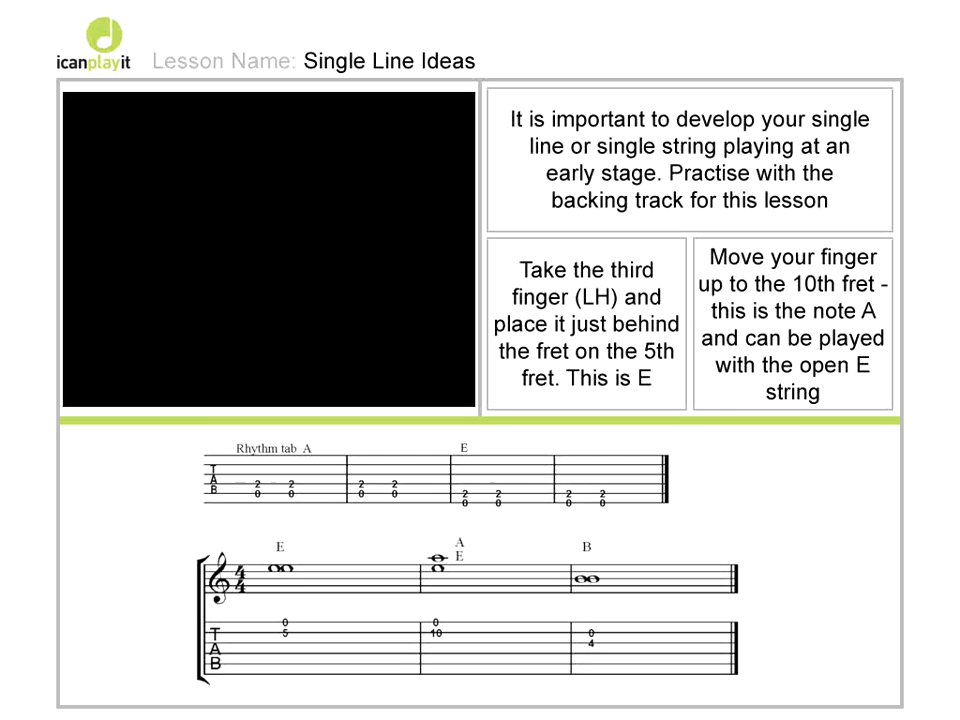 icanplayit
Lesson Name: Single Line Ideas
It is important to develop your single
line or single string playing at an
early stage. Practise with the
backing track for this lesson
Take the third
finger (LH) and
place it just behind
the fret on the 5th
fret. This is E
Move your finger
up to the 10th fret -
this is the note A
and can be played
with the open E
string
Rhythm tab A E
T
A
B
2 2 2 2
0 0 0 0
2 2 2 2
0 0 0 0
E A B
E
4
4
0 0
T 5 10 0
4
A
B